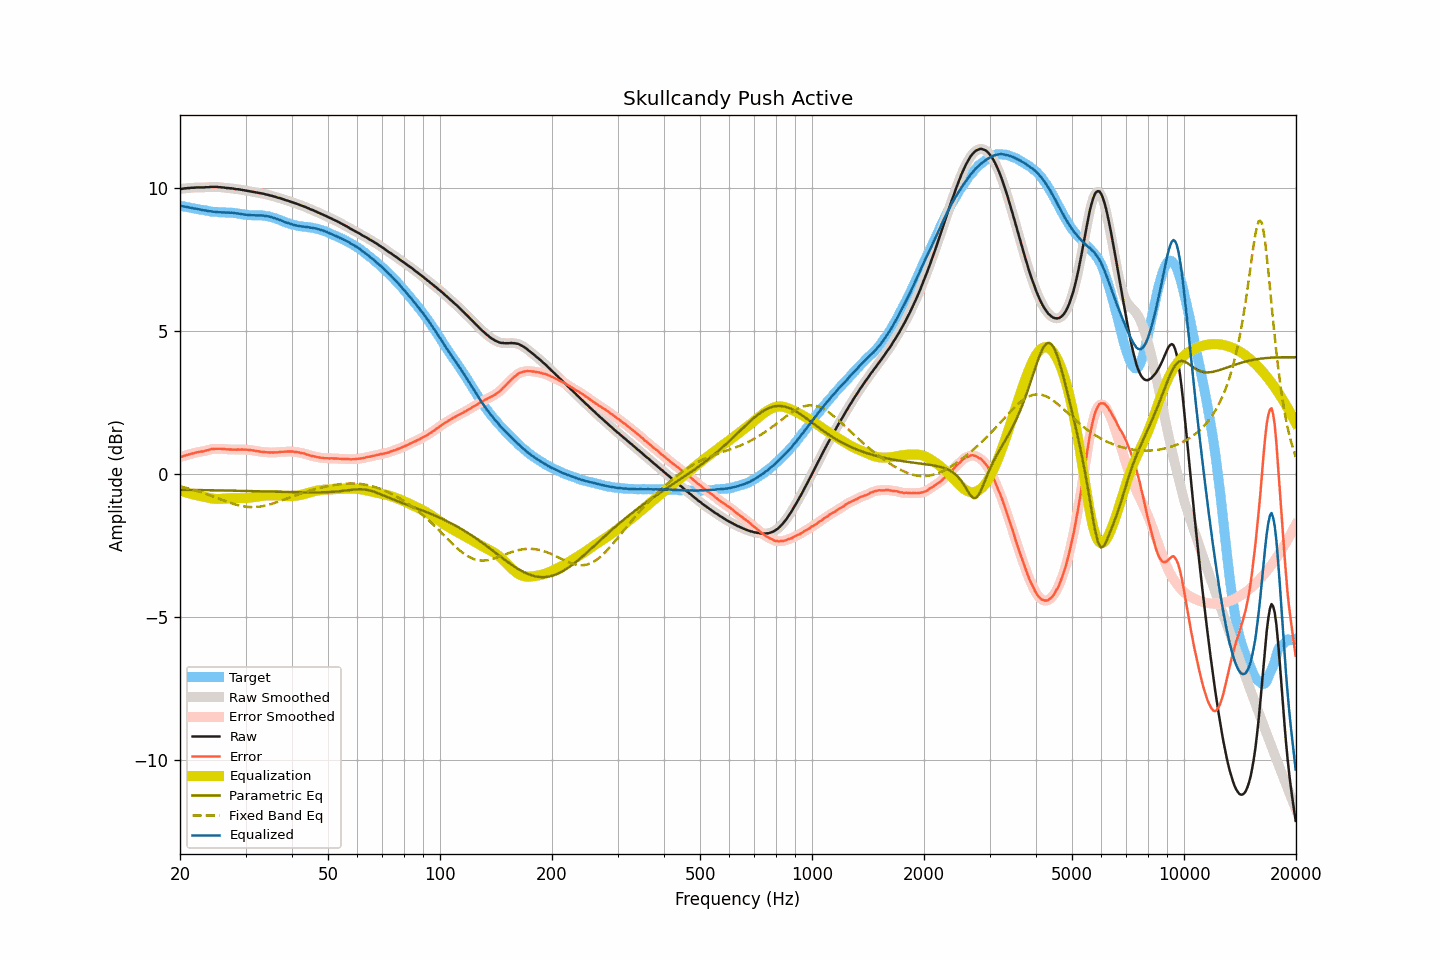 Skullcandy Push Active
Amplitude (dBr)
10
5
0
−5
−10
Target
Raw Smoothed
Error Smoothed
Raw
Error
Equalization
Parametric Eq
Fixed Band Eq
Equalized
20 50 100 200 500 1000 2000 5000 10000 20000
Frequency (Hz)